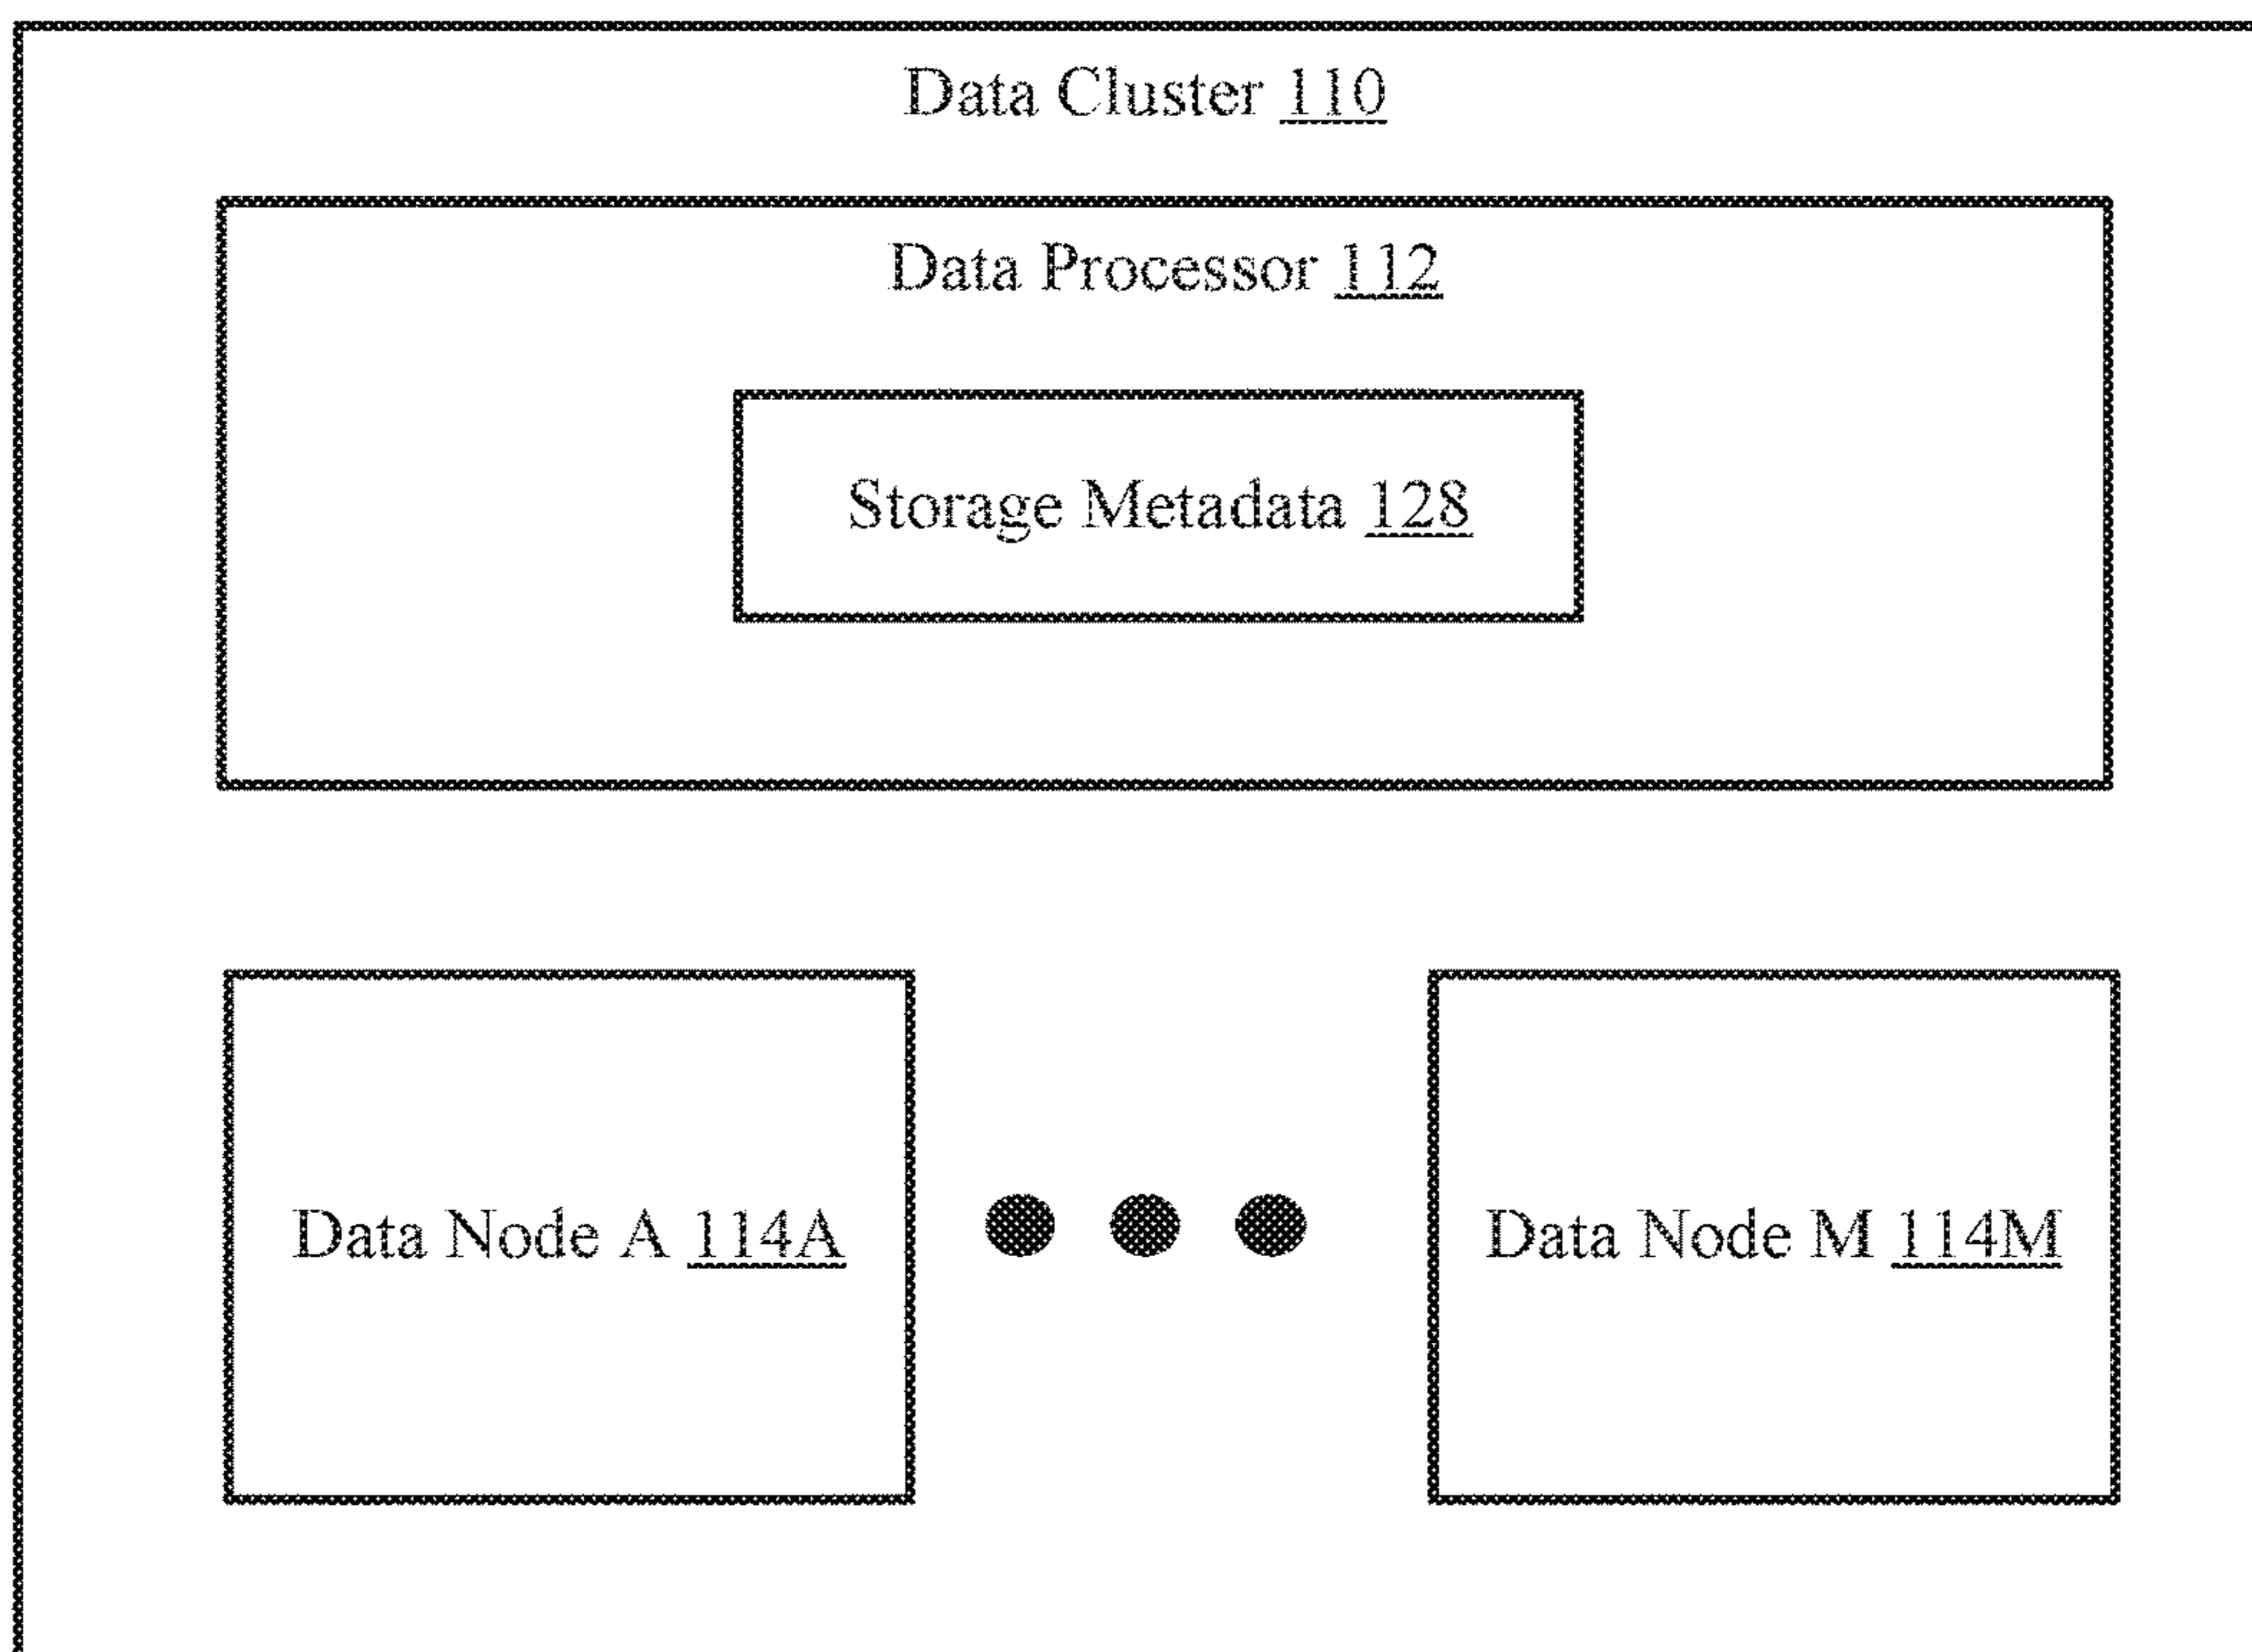 Data Cluster 110
Data Processor 112
Storage Metadata 128
Data Node A 114A
Data Node M 114M